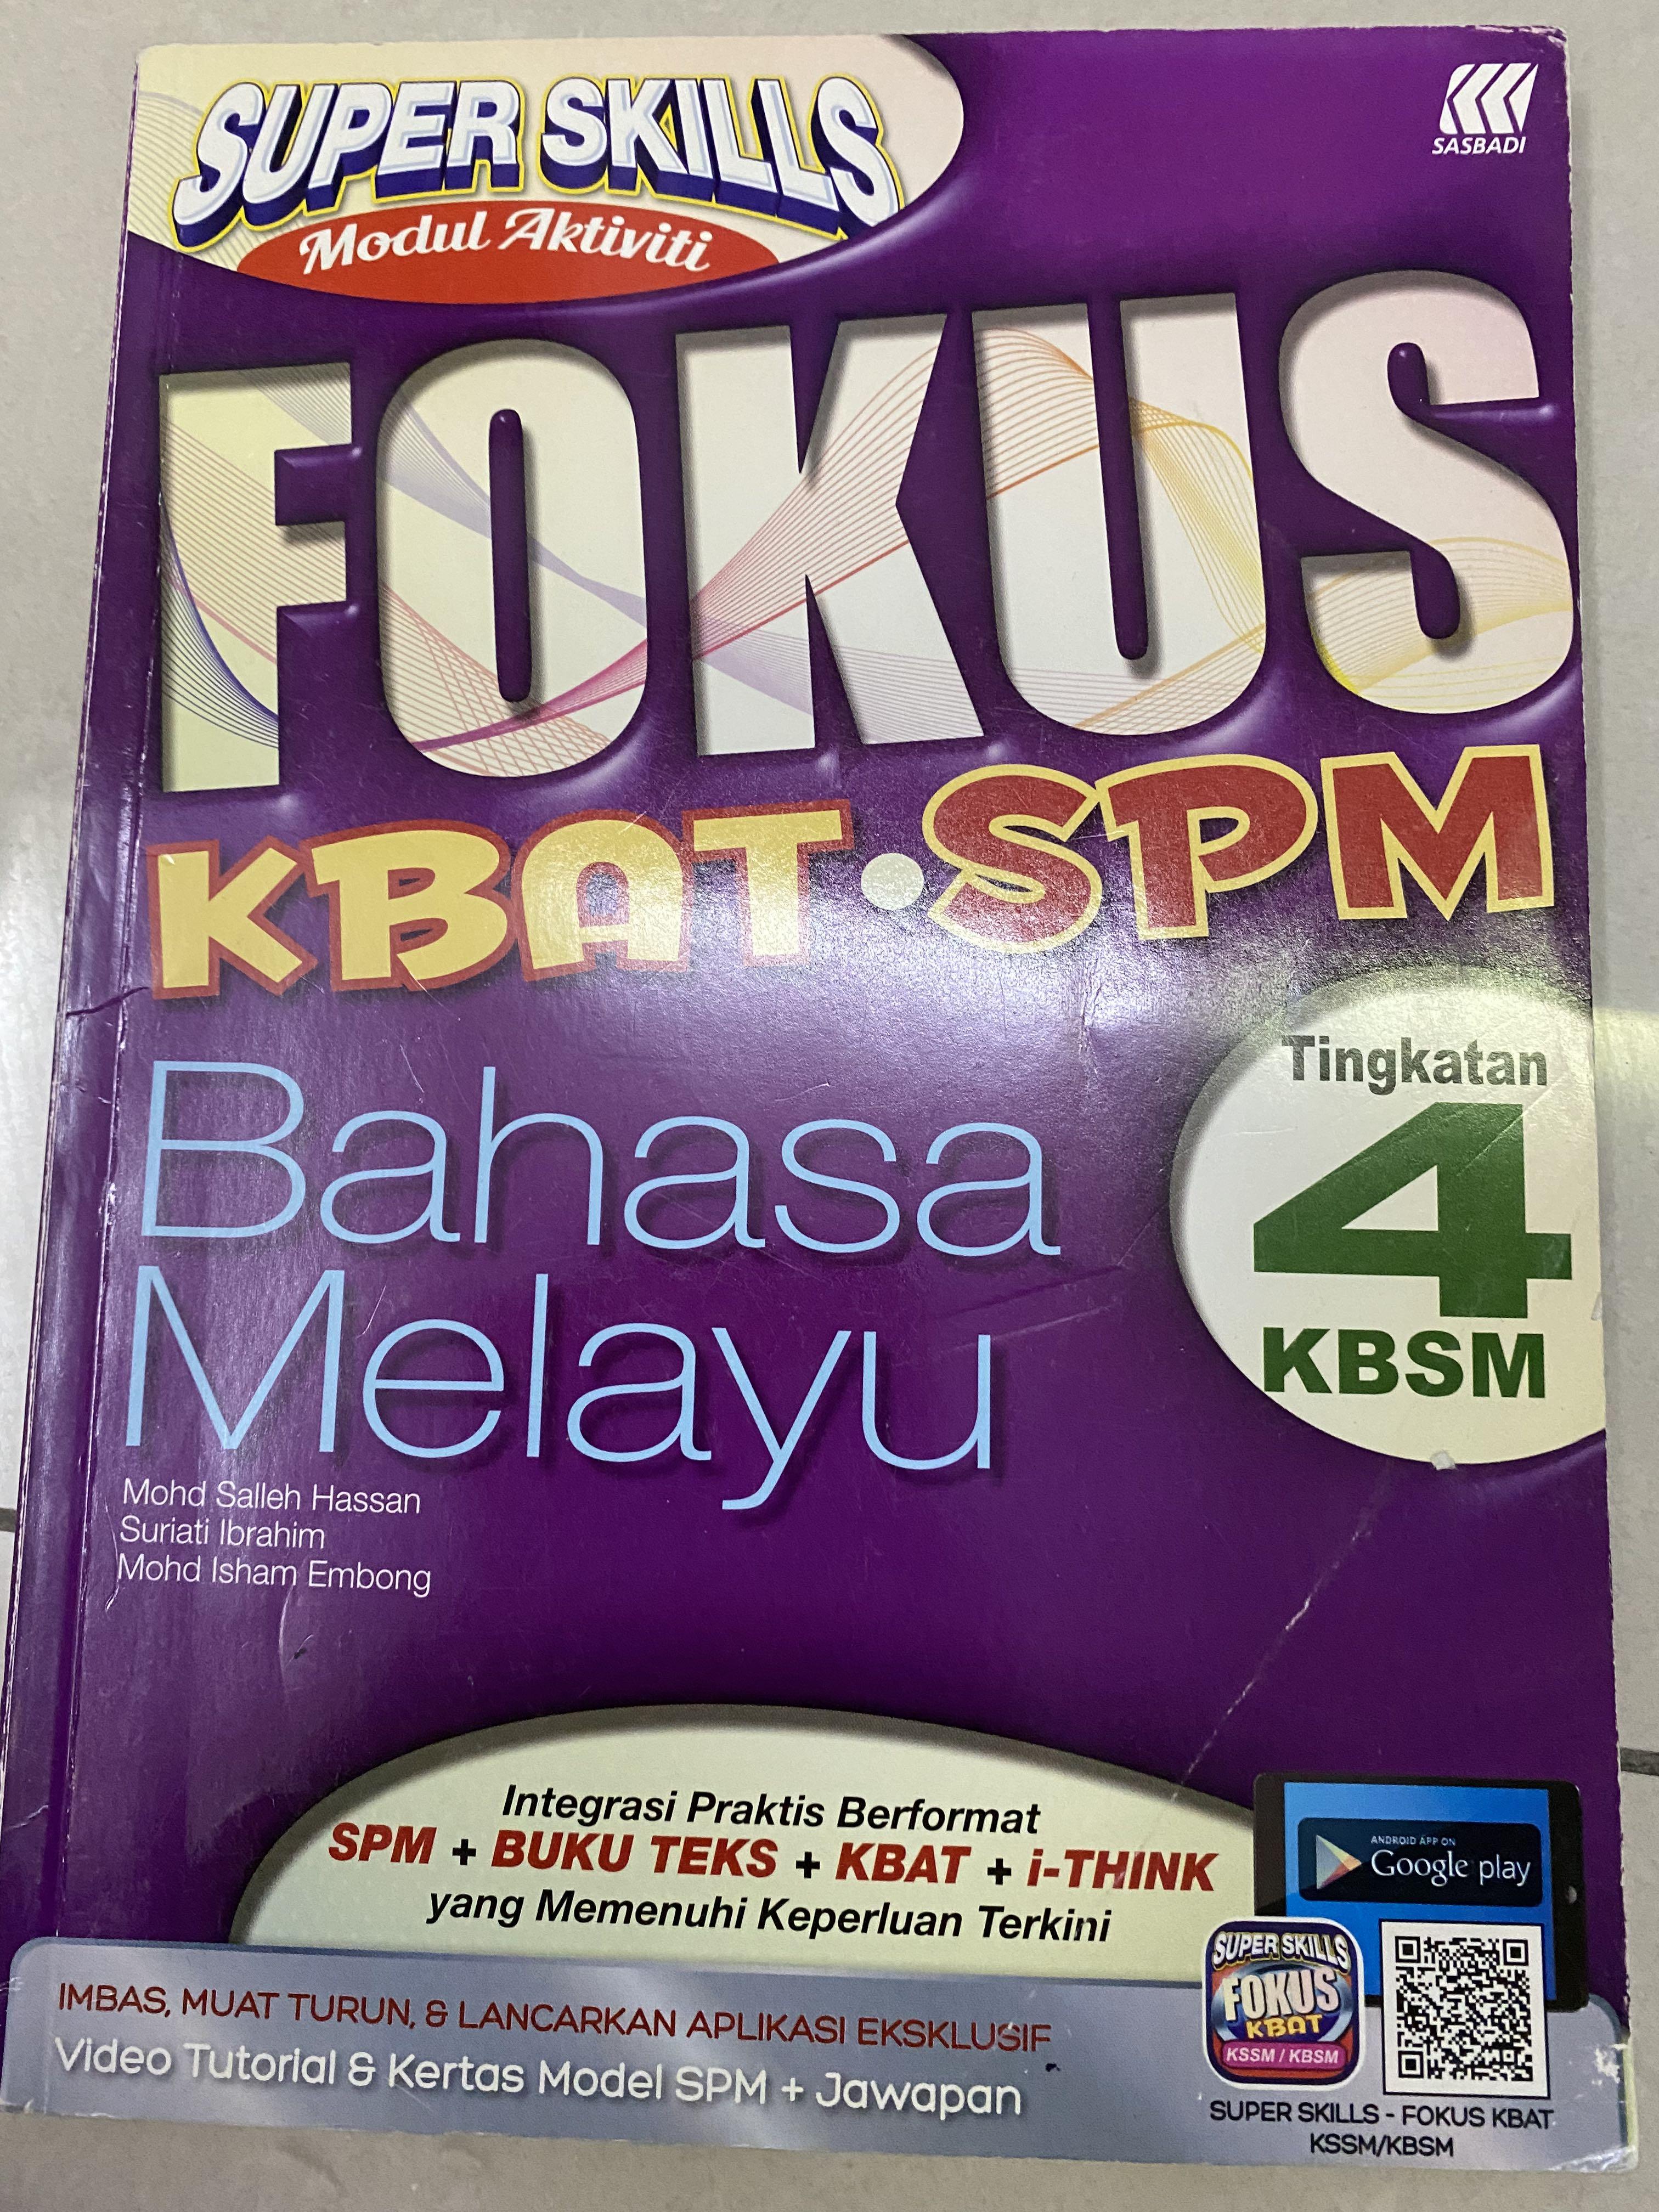 SUPER SKILLS
Modul Aktiviti
SASBADI
FOKUS
KBAT•SPM
Bahasa
Melayu
Tingkatan
4
KBSM
Mohd Salleh Hassan
Suriati Ibrahim
Mohd Isham Embong
Integrasi Praktis Berformat
SPM + BUKU TEKS + KBAT + i-THINK
yang Memenuhi Keperluan Terkini
ANDROID APP ON
Google play
IMBAS, MUAT TURUN, & LANCARKAN APLIKASI EKSKLUSIF
Video Tutorial & Kertas Model SPM + Jawapan
SUPER SKILLS
FOKUS
KBAT
KSSM / KBSM
SUPER SKILLS - FOKUS KBAT
KSSM/KBSM